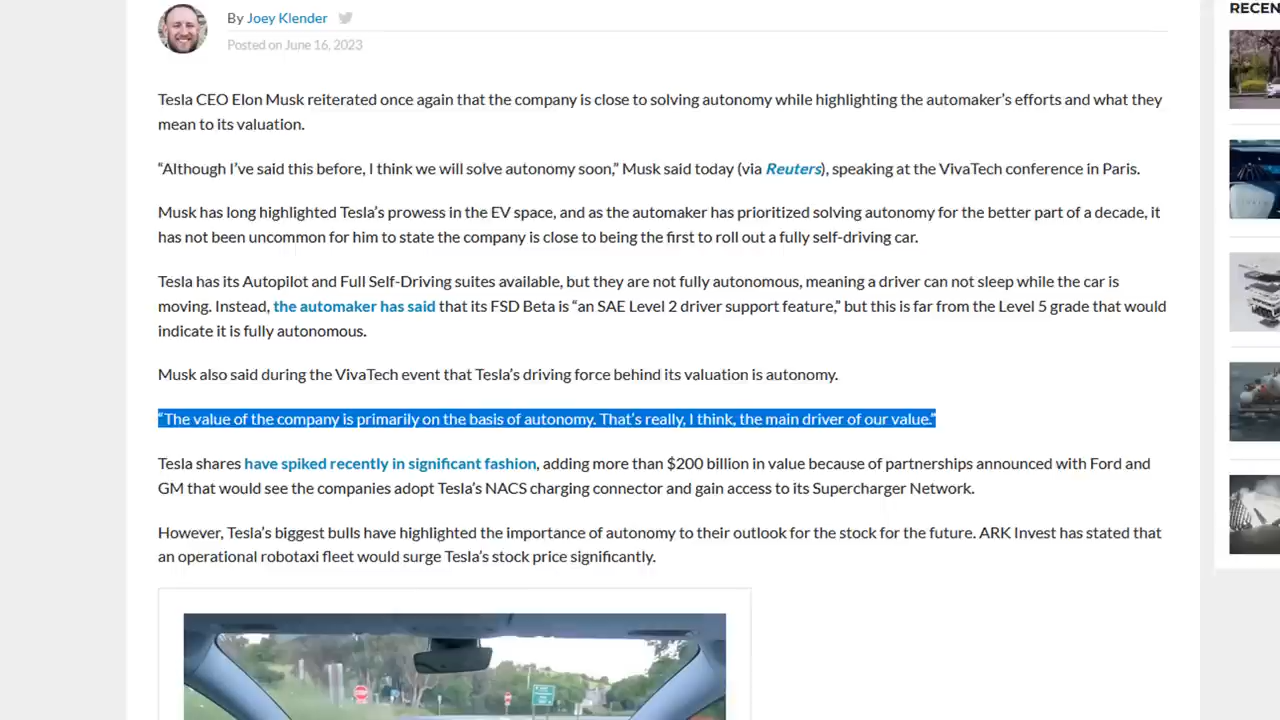 RECEN
By Joey Klender
Posted on June 16, 2023
Tesla CEO Elon Musk reiterated once again that the company is close to solving autonomy while highlighting the automaker’s efforts and what they
mean to its valuation.
“Although I’ve said this before, I think we will solve autonomy soon,” Musk said today (via Reuters), speaking at the VivaTech conference in Paris.
Musk has long highlighted Tesla’s prowess in the EV space, and as the automaker has prioritized solving autonomy for the better part of a decade, it
has not been uncommon for him to state the company is close to being the first to roll out a fully self-driving car.
Tesla has its Autopilot and Full Self-Driving suites available, but they are not fully autonomous, meaning a driver can not sleep while the car is
moving. Instead, the automaker has said that its FSD Beta is “an SAE Level 2 driver support feature,” but this is far from the Level 5 grade that would
indicate it is fully autonomous.
Musk also said during the VivaTech event that Tesla’s driving force behind its valuation is autonomy.
“The value of the company is primarily on the basis of autonomy. That’s really, I think, the main driver of our value.”
Tesla shares have spiked recently in significant fashion, adding more than $200 billion in value because of partnerships announced with Ford and
GM that would see the companies adopt Tesla’s NACS charging connector and gain access to its Supercharger Network.
However, Tesla’s biggest bulls have highlighted the importance of autonomy to their outlook for the stock for the future. ARK Invest has stated that
an operational robotaxi fleet would surge Tesla’s stock price significantly.